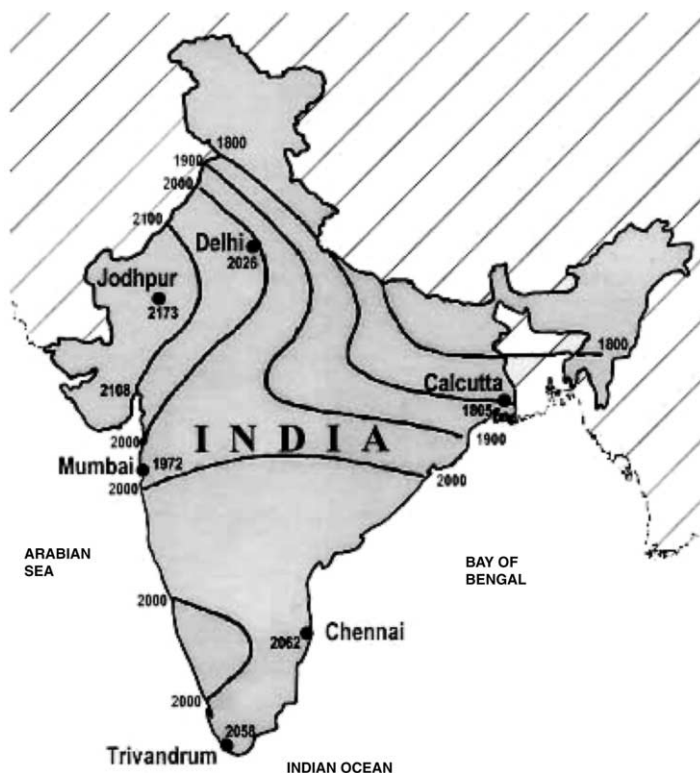 1800
1900
2000
2100
Delhi
2026
Jodhpur
2173
1800
2168
Calcutta
1805
INDIA
2000
1900
Mumbai
1972
2000
2000
ARABIAN
SEA
BAY OF
BENGAL
2000
2062
Chennai
2000
2058
Trivandrum
INDIAN OCEAN